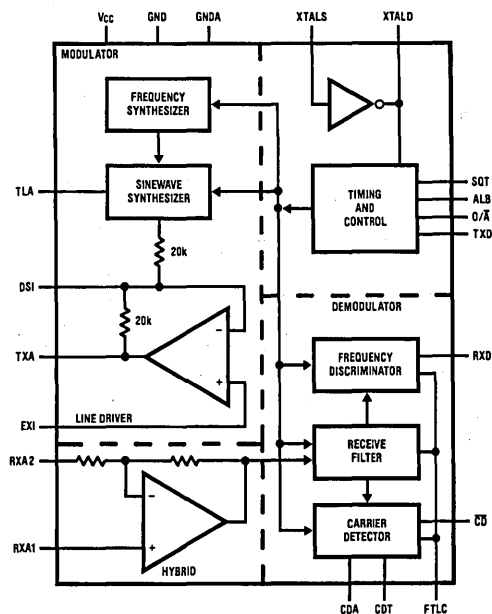 VCC GND GNDA XTALS XTALD
MODULATOR
FREQUENCY
SYNTHESIZER
TLA
SINEWAVE
SYNTHESIZER
TIMING
AND
CONTROL
SQT
ALB
O/A̅
TXD
20k
DSI
20k
TXA
−
+
EXI
LINE DRIVER
DEMODULATOR
FREQUENCY
DISCRIMINATOR
RXD
RXA2
RECEIVE
FILTER
−
+
RXA1
HYBRID
CARRIER
DETECTOR
C̅D̅
CDA CDT FTLC